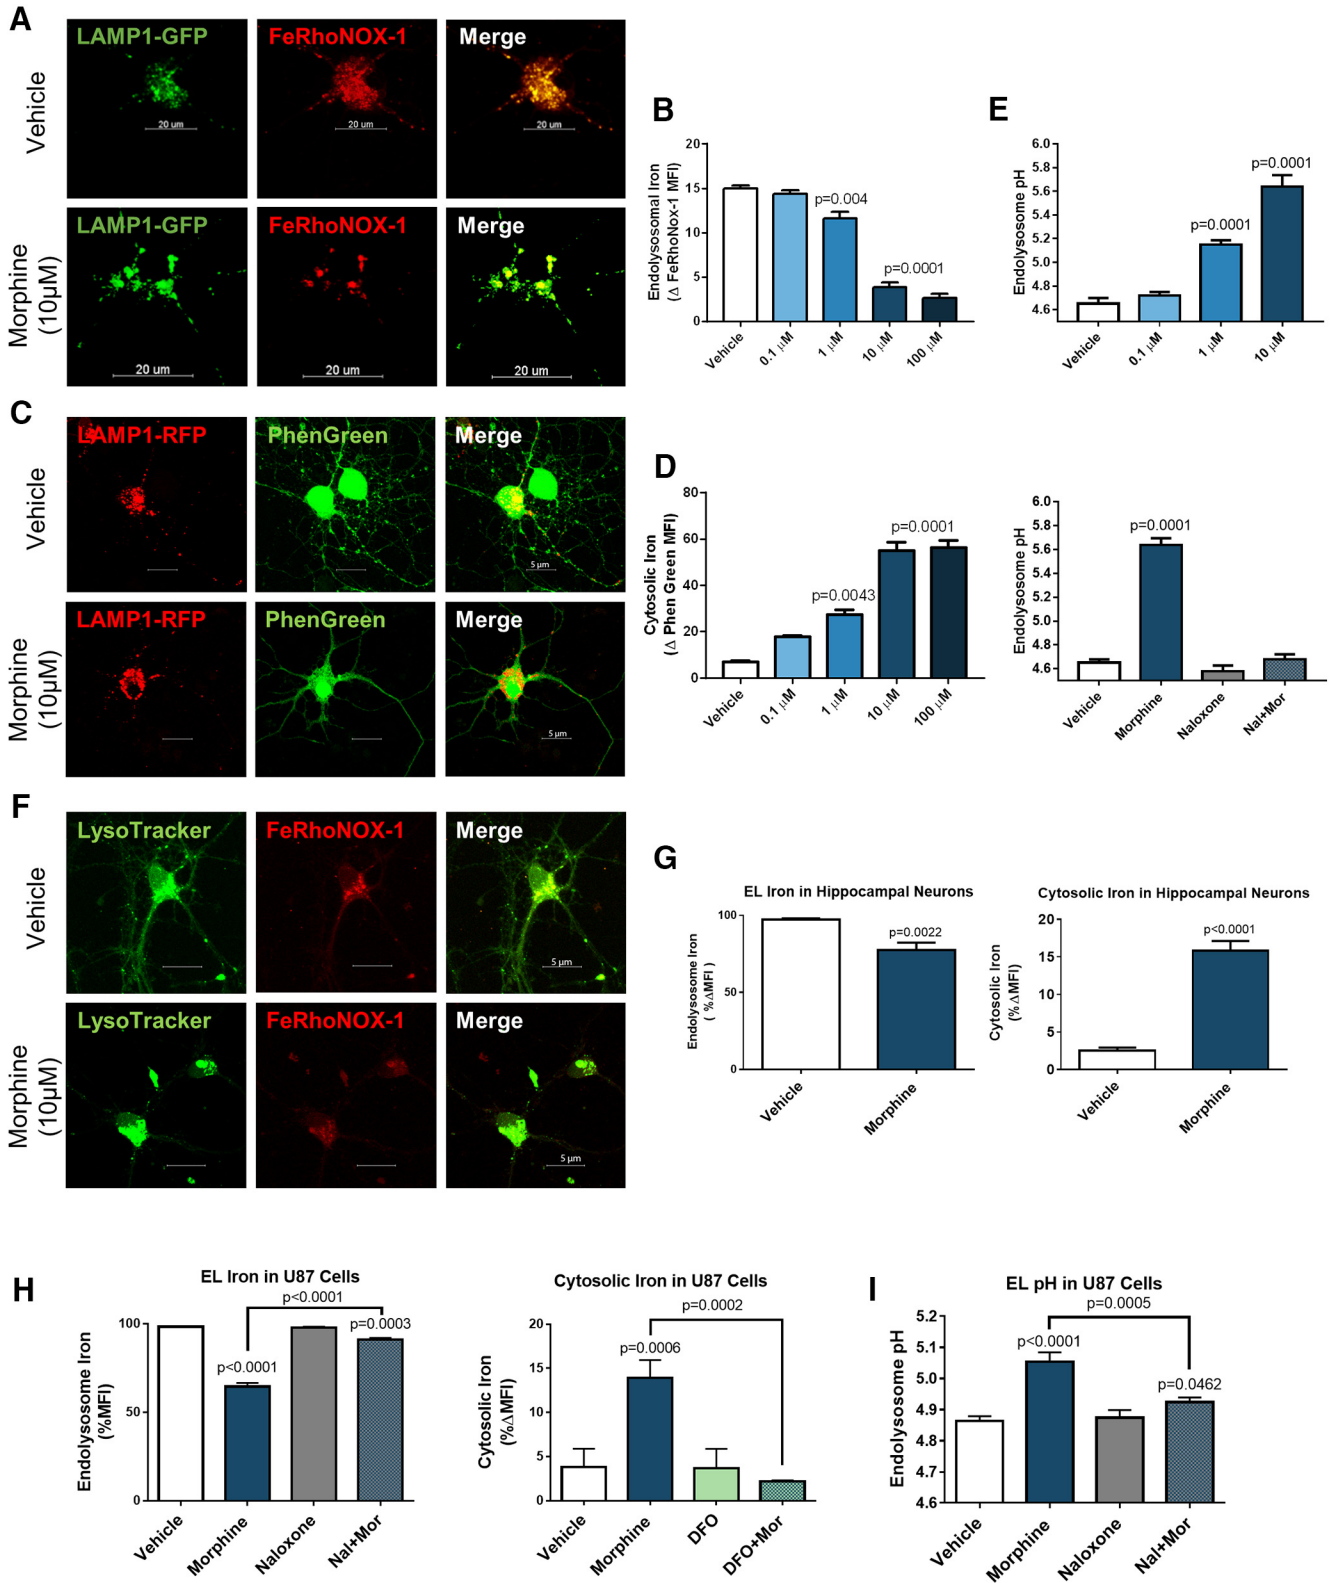 A
Vehicle
LAMP1-GFP
FeRhoNOX-1
Merge
20 um
20 um
20 um
Morphine
(10µM)
LAMP1-GFP
FeRhoNOX-1
Merge
20 um
20 um
20 um
B
Endolysosomal Iron
(Δ FeRhoNox-1 MFI)
20
15
10
5
0
p=0.004
p=0.0001
Vehicle
0.1 µM
1 µM
10 µM
100 µM
E
Endolysosome pH
6.0
5.8
5.6
5.4
5.2
5.0
4.8
4.6
p=0.0001
p=0.0001
Vehicle
0.1 µM
1 µM
10 µM
C
Vehicle
LAMP1-RFP
PhenGreen
Merge
5 µm
Morphine
(10µM)
LAMP1-RFP
PhenGreen
Merge
5 µm
D
Cytosolic Iron
(Δ Phen Green MFI)
80
60
40
20
0
p=0.0043
p=0.0001
Vehicle
0.1 µM
1 µM
10 µM
100 µM
Endolysosome pH
6.0
5.8
5.6
5.4
5.2
5.0
4.8
4.6
p=0.0001
Vehicle
Morphine
Naloxone
Nal+Mor
F
Vehicle
LysoTracker
FeRhoNOX-1
Merge
5 µm
Morphine
(10µM)
LysoTracker
FeRhoNOX-1
Merge
5 µm
G
EL Iron in Hippocampal Neurons
Endolysosome Iron
( %ΔMFI )
100
50
0
p=0.0022
Vehicle
Morphine
Cytosolic Iron in Hippocampal Neurons
Cytosolic Iron
(%ΔMFI)
20
15
10
5
0
p<0.0001
Vehicle
Morphine
H
EL Iron in U87 Cells
Endolysosome Iron
(%MFI)
100
50
0
p<0.0001
p<0.0001
p=0.0003
Vehicle
Morphine
Naloxone
Nal+Mor
Cytosolic Iron in U87 Cells
Cytosolic Iron
(%ΔMFI)
20
15
10
5
0
p=0.0002
p=0.0006
Vehicle
Morphine
DFO
DFO+Mor
I
EL pH in U87 Cells
Endolysosome pH
5.2
5.1
5.0
4.9
4.8
4.7
4.6
p=0.0005
p<0.0001
p=0.0462
Vehicle
Morphine
Naloxone
Nal+Mor